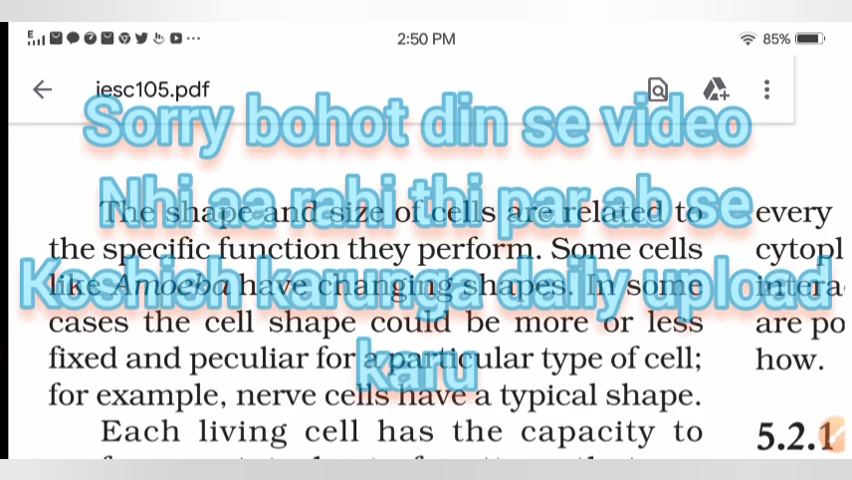 2:50 PM
85%
iesc105.pdf
Sorry bohot din se video
Nhi aa rahi thi par ab se
Koshish karunga daily upload
karu
The shape and size of cells are related to
the specific function they perform. Some cells
like Amoeba have changing shapes. In some
cases the cell shape could be more or less
fixed and peculiar for a particular type of cell;
for example, nerve cells have a typical shape.
Each living cell has the capacity to
every
cytopl
intera
are po
how.
5.2.1